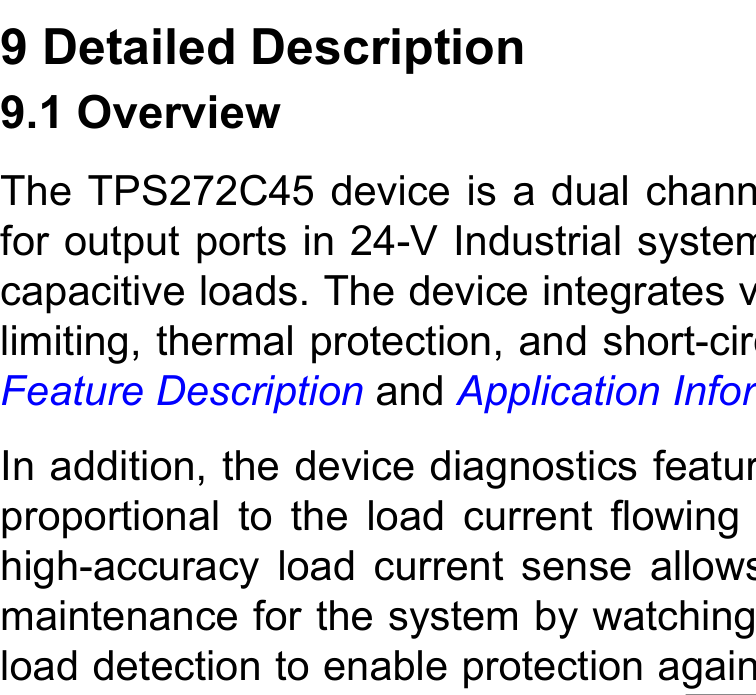 9 Detailed Description
9.1 Overview
The TPS272C45 device is a dual chann
for output ports in 24-V Industrial system
capacitive loads. The device integrates v
limiting, thermal protection, and short-cir
Feature Description and Application Infor
In addition, the device diagnostics featur
proportional to the load current flowing
high-accuracy load current sense allows
maintenance for the system by watching
load detection to enable protection again